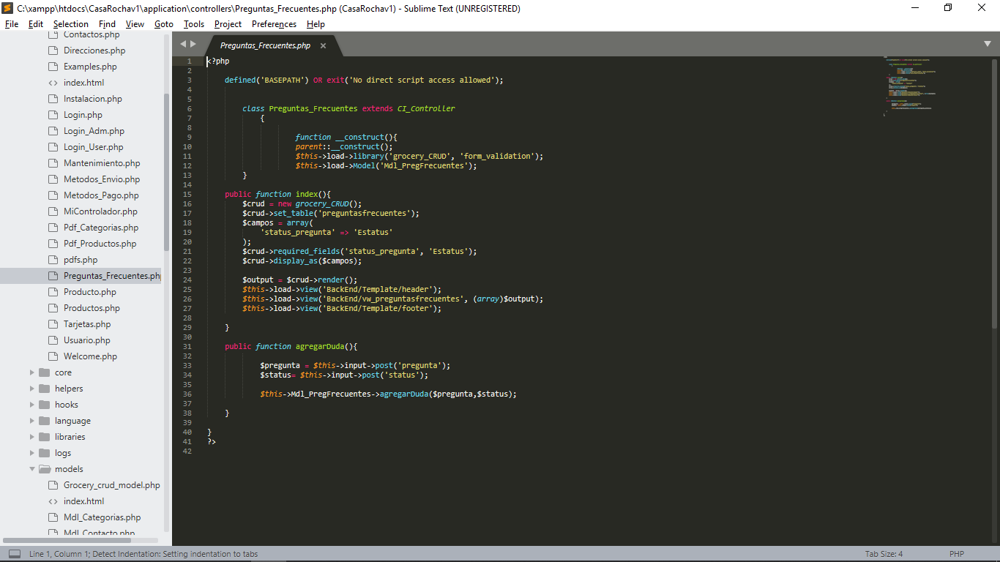 C:\xampp\htdocs\CasaRochav1\application\controllers\Preguntas_Frecuentes.php (CasaRochav1) - Sublime Text (UNREGISTERED)
File Edit Selection Find View Goto Tools Project Preferences Help
Contactos.php
Direcciones.php
Examples.php
<> index.html
Instalacion.php
Login.php
Login_Adm.php
Login_User.php
Mantenimiento.php
Metodos_Envio.php
Metodos_Pago.php
MiControlador.php
Pdf_Categorias.php
Pdf_Productos.php
pdfs.php
Preguntas_Frecuentes.ph
Producto.php
Productos.php
Tarjetas.php
Usuario.php
Welcome.php
core
helpers
hooks
language
libraries
logs
models
Grocery_crud_model.php
<> index.html
Mdl_Categorias.php
Mdl_Contacto.php
Preguntas_Frecuentes.php ×
1 <?php
2
3 defined('BASEPATH') OR exit('No direct script access allowed');
4
5
6 class Preguntas_Frecuentes extends CI_Controller
7 {
8
9 function __construct(){
10 parent::__construct();
11 $this->load->library('grocery_CRUD', 'form_validation');
12 $this->load->Model('Mdl_PregFrecuentes');
13 }
14
15 public function index(){
16 $crud = new grocery_CRUD();
17 $crud->set_table('preguntasfrecuentes');
18 $campos = array(
19 'status_pregunta' => 'Estatus'
20 );
21 $crud->required_fields('status_pregunta', 'Estatus');
22 $crud->display_as($campos);
23
24 $output = $crud->render();
25 $this->load->view('BackEnd/Template/header');
26 $this->load->view('BackEnd/vw_preguntasfrecuentes', (array)$output);
27 $this->load->view('BackEnd/Template/footer');
28
29 }
30
31 public function agregarDuda(){
32
33 $pregunta = $this->input->post('pregunta');
34 $status= $this->input->post('status');
35
36 $this->Mdl_PregFrecuentes->agregarDuda($pregunta,$status);
37
38 }
39
40 }
41 ?>
42
Line 1, Column 1; Detect Indentation: Setting indentation to tabs
Tab Size: 4
PHP